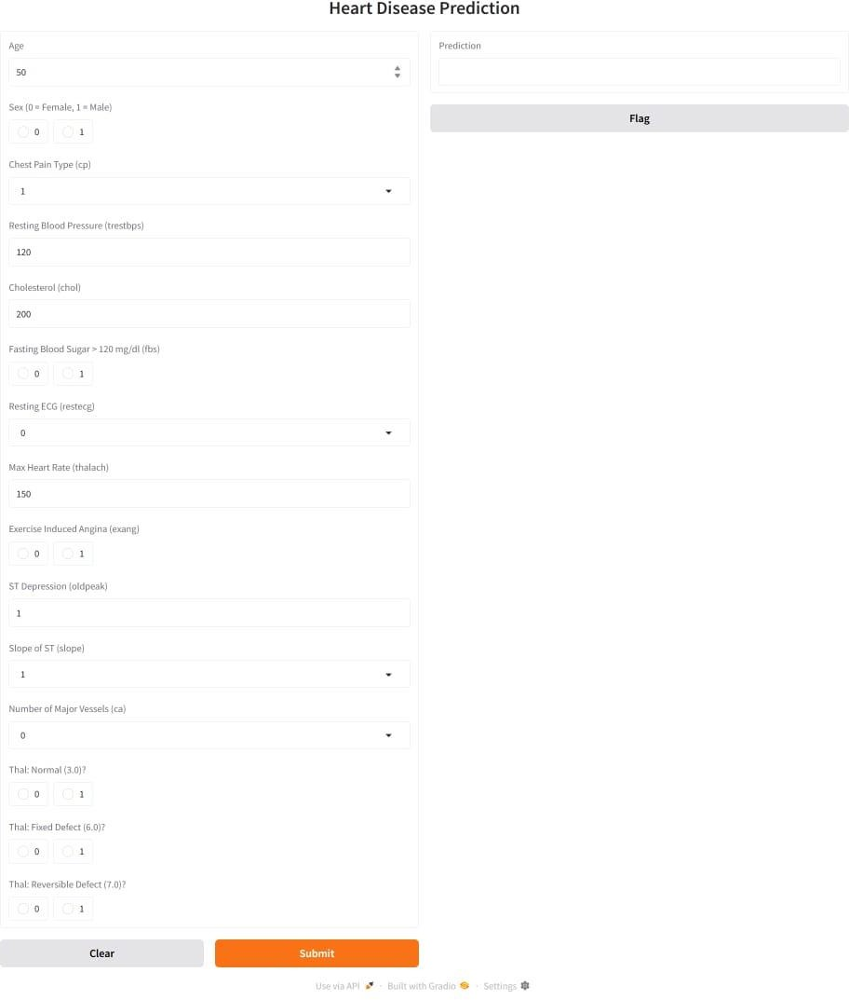 Heart Disease Prediction
Age
50
Sex (0 = Female, 1 = Male)
0 1
Chest Pain Type (cp)
1
Resting Blood Pressure (trestbps)
120
Cholesterol (chol)
200
Fasting Blood Sugar > 120 mg/dl (fbs)
0 1
Resting ECG (restecg)
0
Max Heart Rate (thalach)
150
Exercise Induced Angina (exang)
0 1
ST Depression (oldpeak)
1
Slope of ST (slope)
1
Number of Major Vessels (ca)
0
Thal: Normal (3.0)?
0 1
Thal: Fixed Defect (6.0)?
0 1
Thal: Reversible Defect (7.0)?
0 1
Clear Submit
Prediction
Flag
Use via API · Built with Gradio · Settings